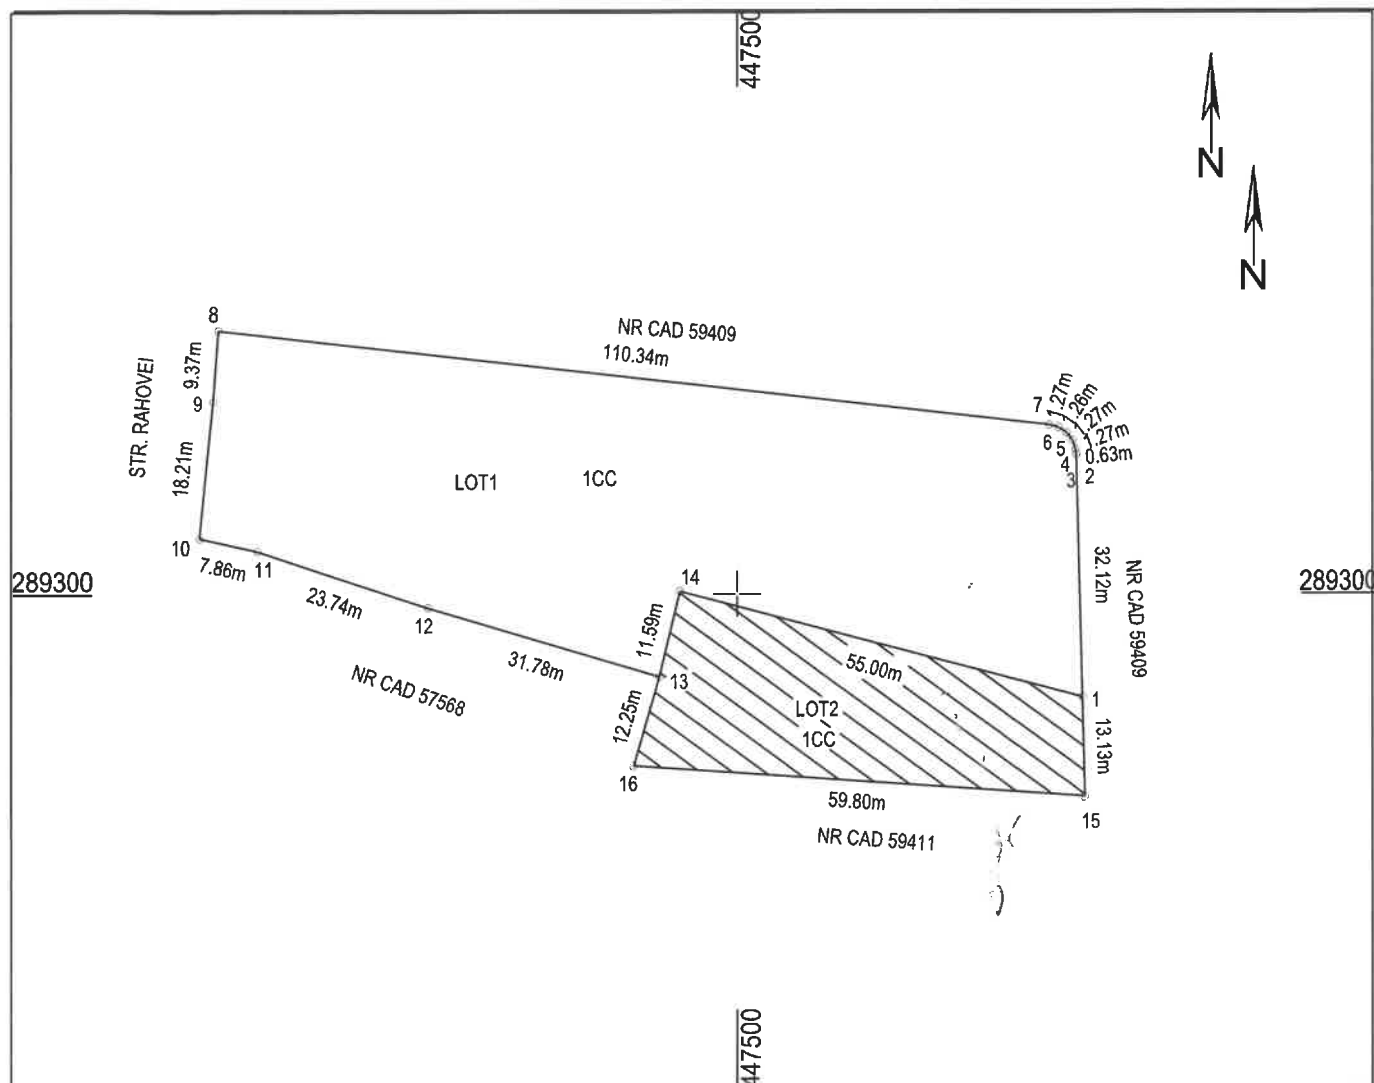 447500
N
N
8
NR CAD 59409
110.34m
9.37m
STR. RAHOVEI
9
18.21m
7
1.27m
1.26m
1.27m
1.27m
0.63m
6
5
4
3
2
LOT1
1CC
10
11
7.86m
23.74m
12
31.78m
NR CAD 57568
289300
289300
14
11.59m
13
12.25m
16
55.00m
LOT2
1CC
32.12m
NR CAD 59409
1
13.13m
59.80m
15
NR CAD 59411
447500